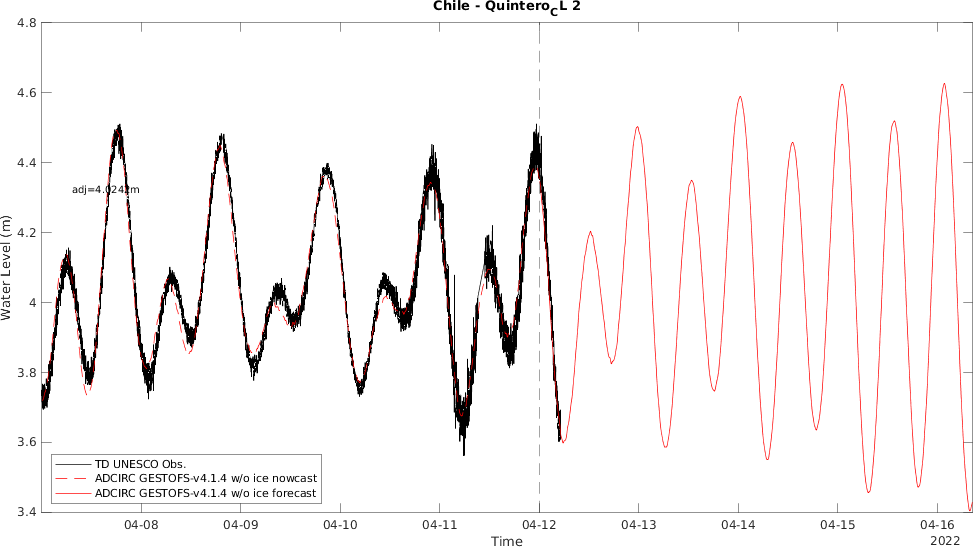 Chile - Quintero_CL 2
4.8
4.6
4.4
adj=4.0242m
4.2
4
3.8
3.6
3.4
Water Level (m)
TD UNESCO Obs.
ADCIRC GESTOFS-v4.1.4 w/o ice nowcast
ADCIRC GESTOFS-v4.1.4 w/o ice forecast
04-08 04-09 04-10 04-11 04-12 04-13 04-14 04-15 04-16
Time
2022